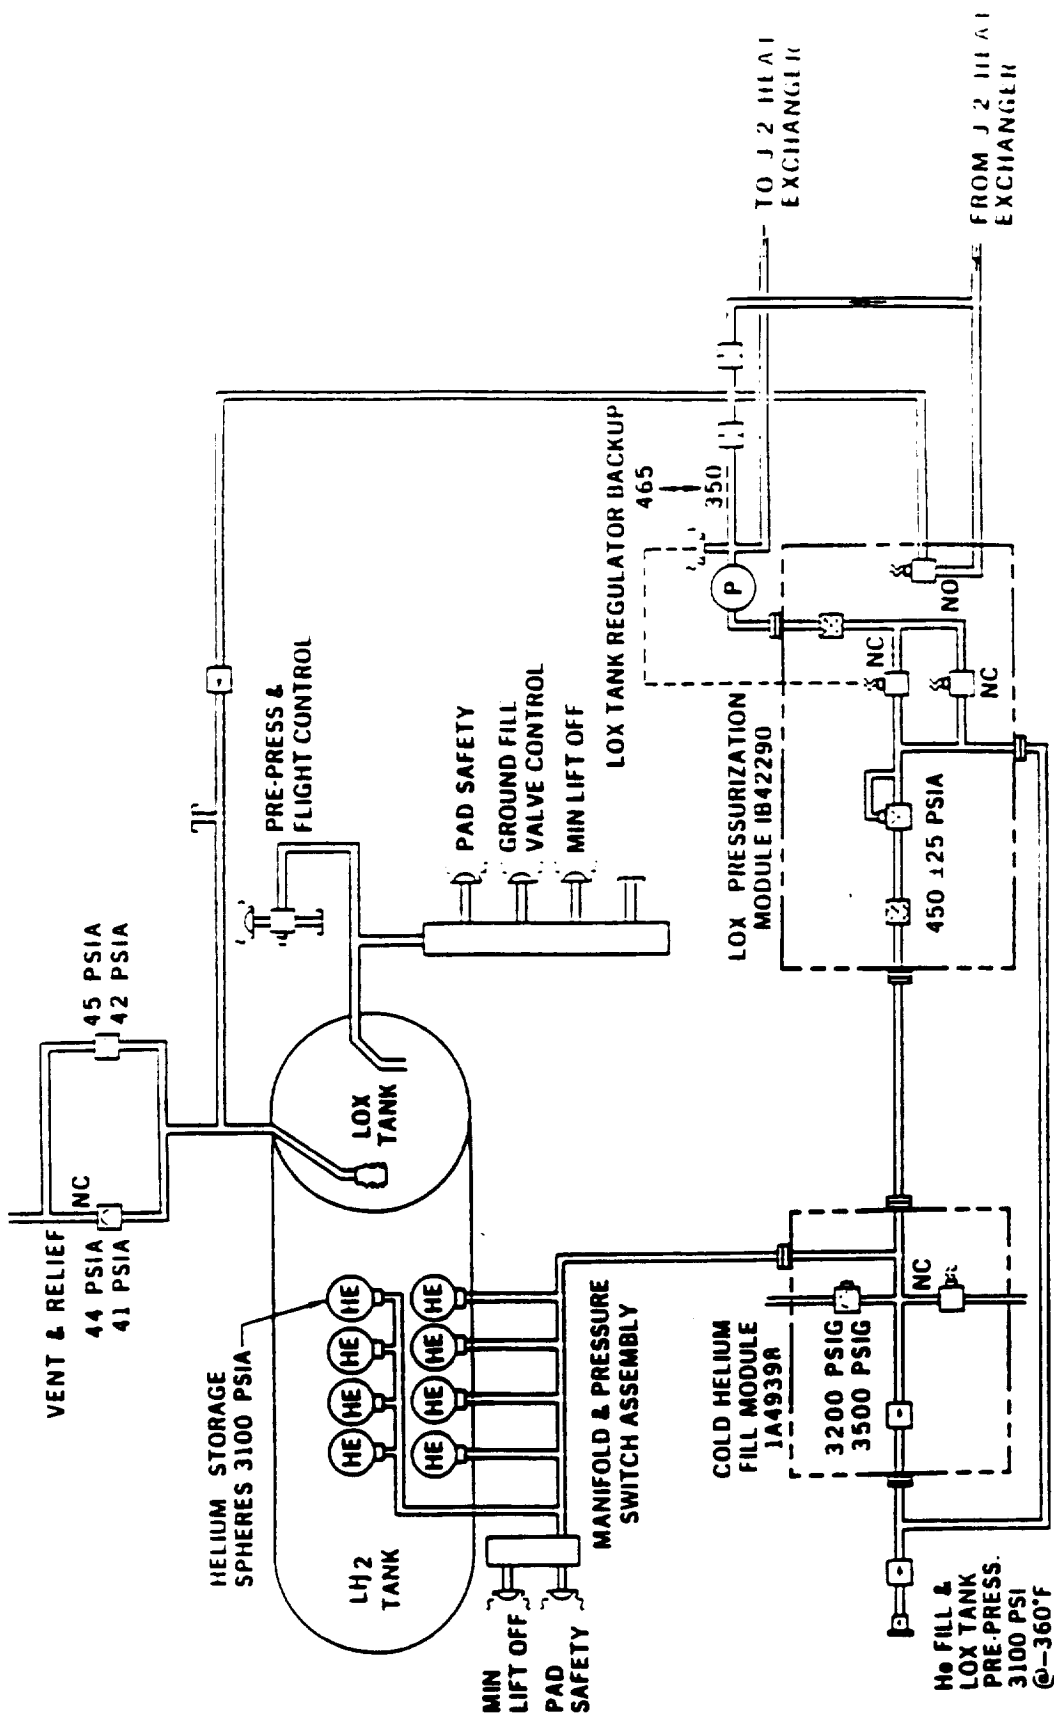 VENT & RELIEF
44 PSIA
41 PSIA
NC
45 PSIA
42 PSIA
HELIUM STORAGE
SPHERES 3100 PSIA
HE
HE
HE
HE
HE
HE
HE
HE
LH2
TANK
LOX
TANK
PRE-PRESS &
FLIGHT CONTROL
PAD SAFETY
GROUND FILL
VALVE CONTROL
MIN LIFT OFF
MIN
LIFT OFF
PAD
SAFETY
MANIFOLD & PRESSURE
SWITCH ASSEMBLY
LOX TANK REGULATOR BACKUP
465
350
P
TO J 2 HEAT
EXCHANGER
FROM J 2 HEAT
EXCHANGER
COLD HELIUM
FILL MODULE
1A49398
3200 PSIG
3500 PSIG
NC
LOX PRESSURIZATION
MODULE IB42290
450 ±25 PSIA
NC
NC
NO
He FILL &
LOX TANK
PRE-PRESS.
3100 PSI
@-360°F